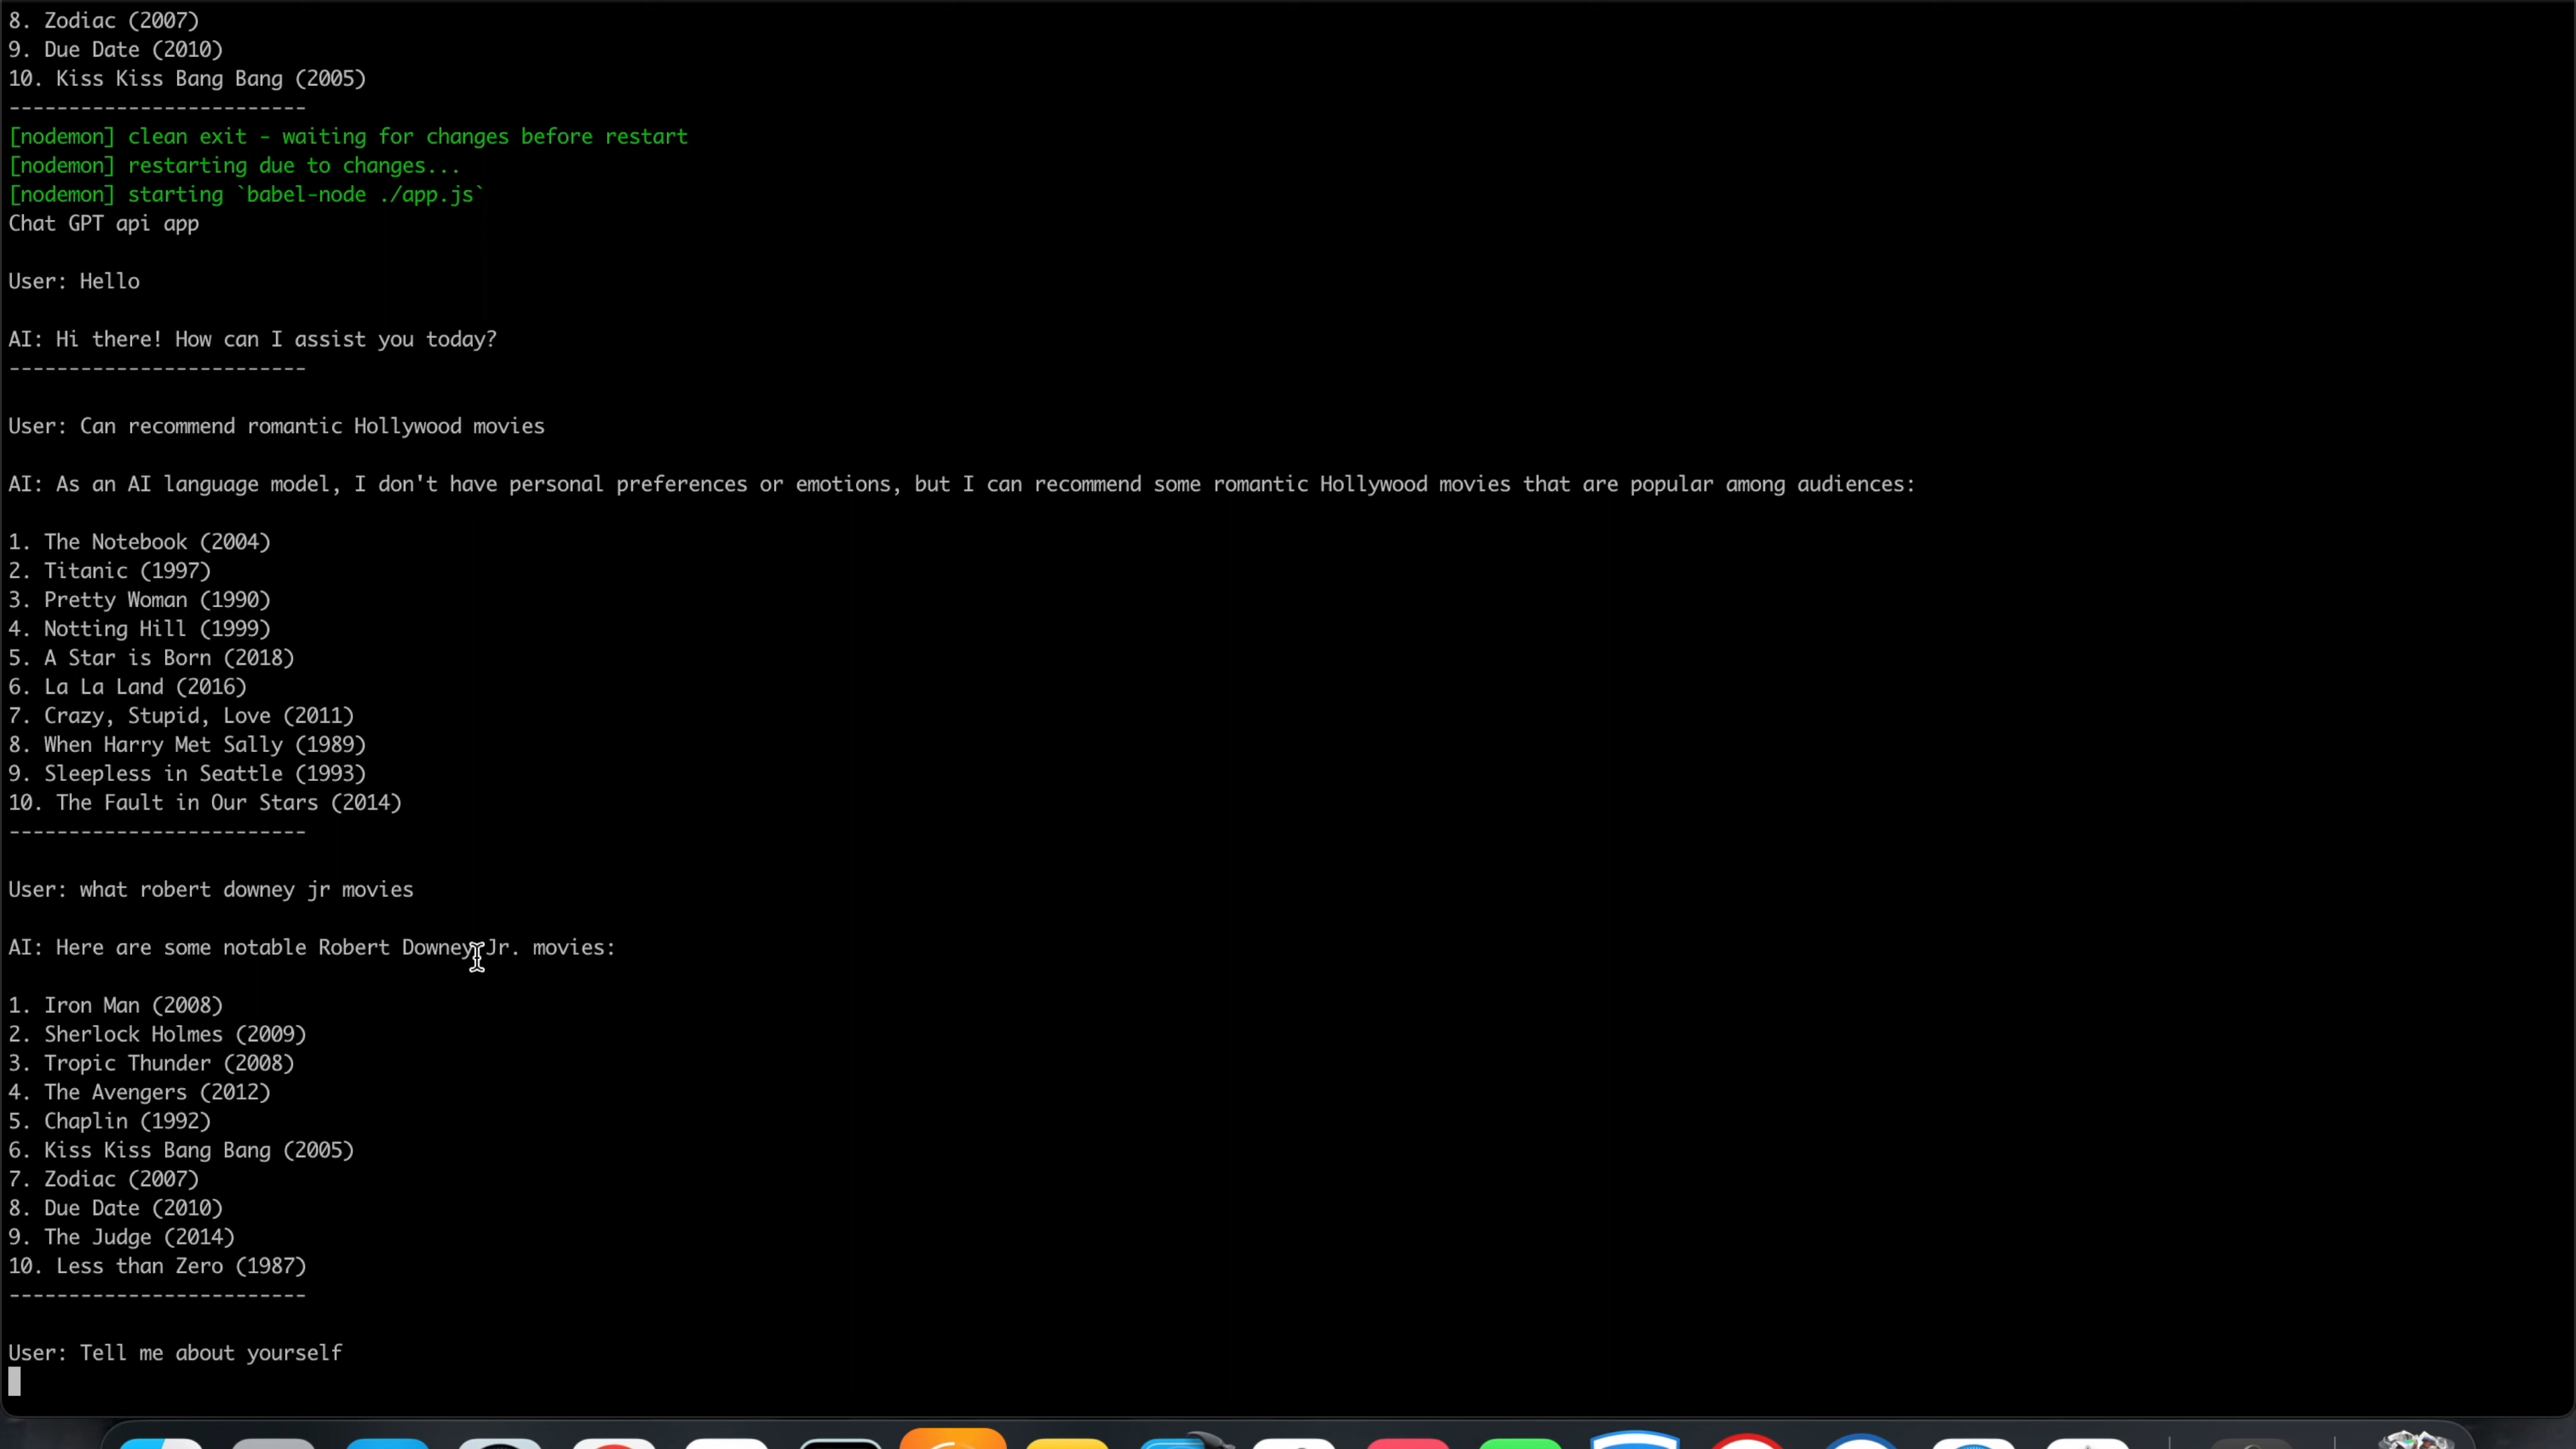 8. Zodiac (2007)
9. Due Date (2010)
10. Kiss Kiss Bang Bang (2005)
-------------------------
[nodemon] clean exit - waiting for changes before restart
[nodemon] restarting due to changes...
[nodemon] starting `babel-node ./app.js`
Chat GPT api app
User: Hello
AI: Hi there! How can I assist you today?
-------------------------
User: Can recommend romantic Hollywood movies
AI: As an AI language model, I don't have personal preferences or emotions, but I can recommend some romantic Hollywood movies that are popular among audiences:
1. The Notebook (2004)
2. Titanic (1997)
3. Pretty Woman (1990)
4. Notting Hill (1999)
5. A Star is Born (2018)
6. La La Land (2016)
7. Crazy, Stupid, Love (2011)
8. When Harry Met Sally (1989)
9. Sleepless in Seattle (1993)
10. The Fault in Our Stars (2014)
-------------------------
User: what robert downey jr movies
AI: Here are some notable Robert Downey Jr. movies:
1. Iron Man (2008)
2. Sherlock Holmes (2009)
3. Tropic Thunder (2008)
4. The Avengers (2012)
5. Chaplin (1992)
6. Kiss Kiss Bang Bang (2005)
7. Zodiac (2007)
8. Due Date (2010)
9. The Judge (2014)
10. Less than Zero (1987)
-------------------------
User: Tell me about yourself